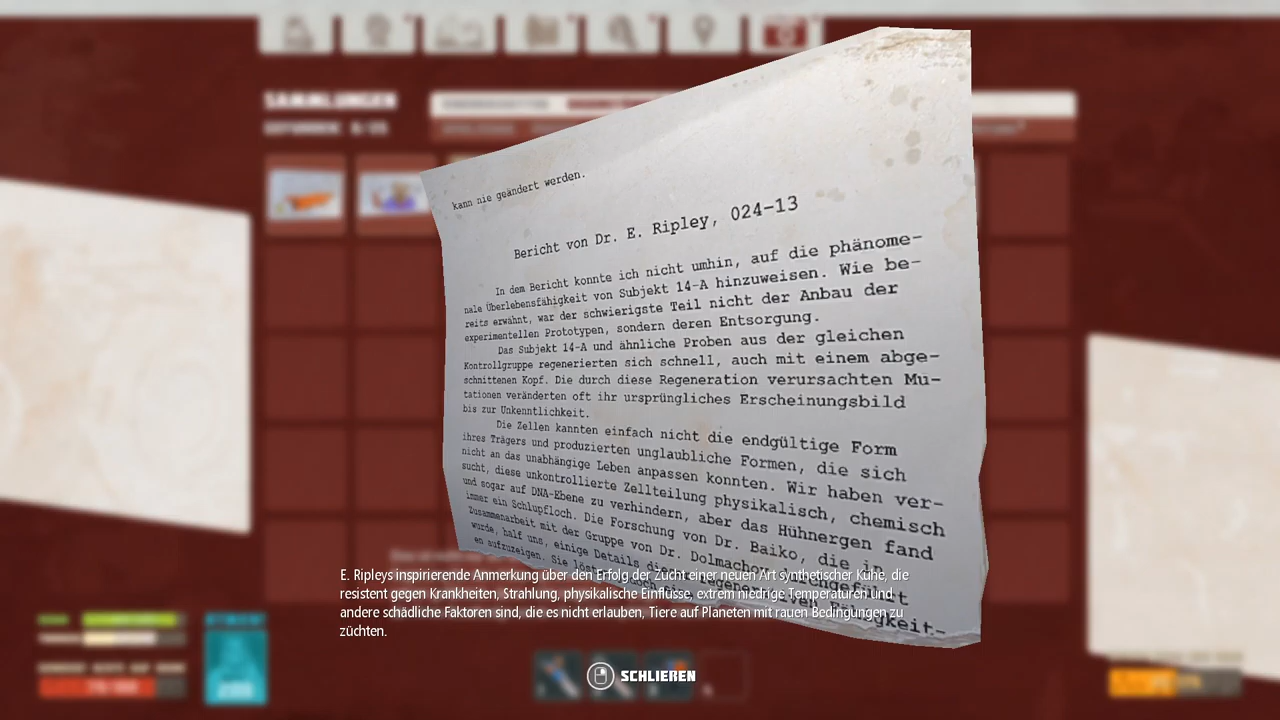 SAMMLUNGEN
kann nie geändert werden.
Bericht von Dr. E. Ripley, 024-13
In dem Bericht konnte ich nicht umhin, auf die phänome-
nale Überlebensfähigkeit von Subjekt 14-A hinzuweisen. Wie be-
reits erwähnt, war der schwierigste Teil nicht der Anbau der
experimentellen Prototypen, sondern deren Entsorgung.
Das Subjekt 14-A und ähnliche Proben aus der gleichen
Kontrollgruppe regenerierten sich schnell, auch mit einem abge-
schnittenen Kopf. Die durch diese Regeneration verursachten Mu-
tationen veränderten oft ihr ursprüngliches Erscheinungsbild
bis zur Unkenntlichkeit.
Die Zellen kannten einfach nicht die endgültige Form
ihres Trägers und produzierten unglaubliche Formen, die sich
nicht an das unabhängige Leben anpassen konnten. Wir haben ver-
sucht, diese unkontrollierte Zellteilung physikalisch, chemisch
und sogar auf DNA-Ebene zu verhindern, aber das Hühnergen fand
immer ein Schlupfloch. Die Forschung von Dr. Baiko, die in
Zusammenarbeit mit der Gruppe von Dr. Dolmachov durchgeführt
wurde, half uns, einige Details dieser regenerativen Fähigkeit-
en aufzuzeigen. Sie
E. Ripleys inspirierende Anmerkung über den Erfolg der Zucht einer neuen Art synthetischer Kühe, die
resistent gegen Krankheiten, Strahlung, physikalische Einflüsse, extrem niedrige Temperaturen und
andere schädliche Faktoren sind, die es nicht erlauben, Tiere auf Planeten mit rauen Bedingungen zu
züchten.
SCHLIEREN